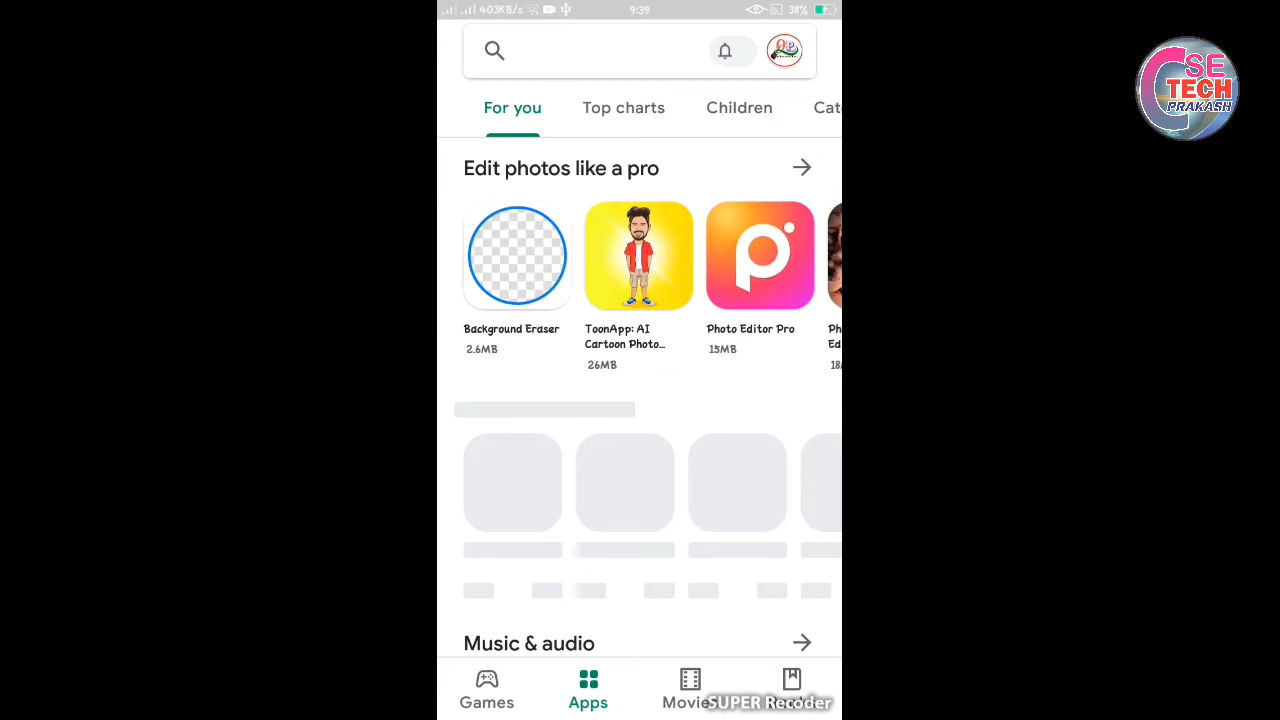 403KB/s
9:39
38%
SE
TECH
PRAKASH
For you
Top charts
Children
Cat
Edit photos like a pro
Background Eraser
2.6MB
ToonApp: AI
Cartoon Photo...
26MB
Photo Editor Pro
15MB
Ph
Ed
18
Music & audio
Games
Apps
Movie
SUPER Recoder